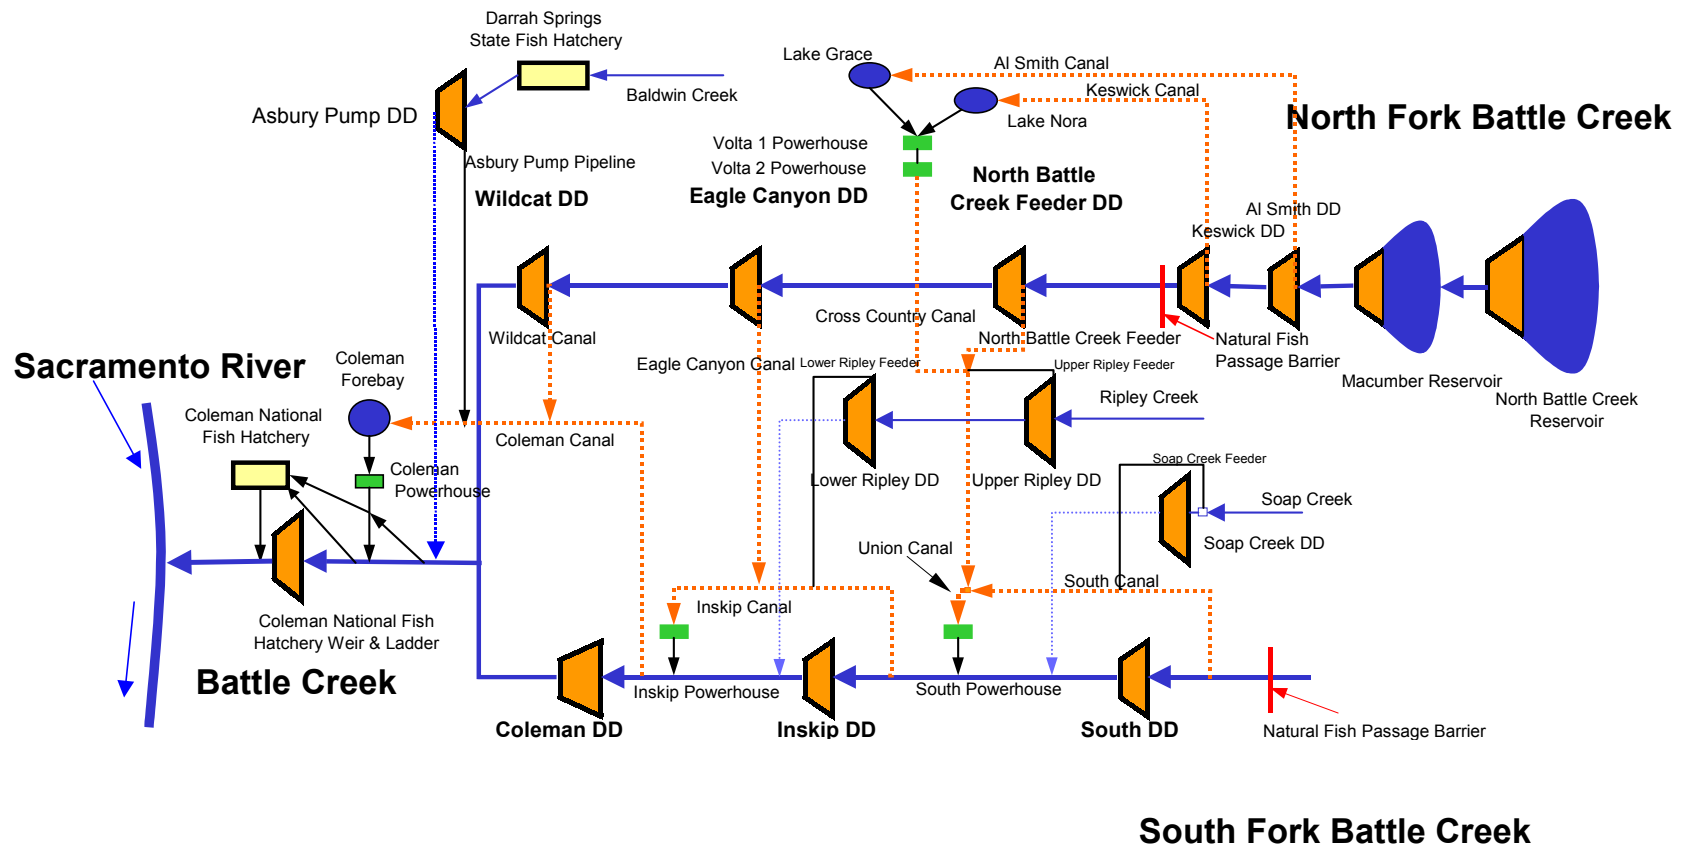 Darrah Springs
State Fish Hatchery
Baldwin Creek
Asbury Pump DD
Asbury Pump Pipeline
Wildcat DD
Lake Grace
Al Smith Canal
Keswick Canal
Lake Nora
North Fork Battle Creek
Volta 1 Powerhouse
Volta 2 Powerhouse
Eagle Canyon DD
North Battle
Creek Feeder DD
Al Smith DD
Keswick DD
Wildcat Canal
Cross Country Canal
North Battle Creek Feeder
Natural Fish
Passage Barrier
Macumber Reservoir
North Battle Creek
Reservoir
Sacramento River
Coleman
Forebay
Eagle Canyon Canal
Lower Ripley Feeder
Upper Ripley Feeder
Ripley Creek
Coleman National
Fish Hatchery
Coleman Canal
Coleman
Powerhouse
Lower Ripley DD
Upper Ripley DD
Soap Creek Feeder
Soap Creek
Soap Creek DD
Union Canal
South Canal
Inskip Canal
Coleman National Fish
Hatchery Weir & Ladder
Battle Creek
Inskip Powerhouse
South Powerhouse
Coleman DD
Inskip DD
South DD
Natural Fish Passage Barrier
South Fork Battle Creek